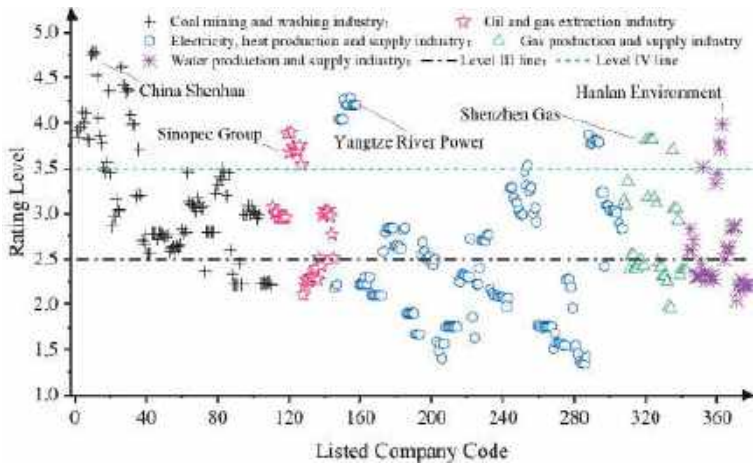 Coal mining and washing industry; Oil and gas extraction industry
Electricity, heat production and supply industry; Gas production and supply industry
Water production and supply industry; Level III line; Level IV line
5.0
4.5
4.0
3.5
3.0
2.5
2.0
1.5
1.0
Rating Level
China Shenhua
Sinopec Group
Yangtze River Power
Shenzhen Gas
Hanlan Environment
0 40 80 120 160 200 240 280 320 360
Listed Company Code